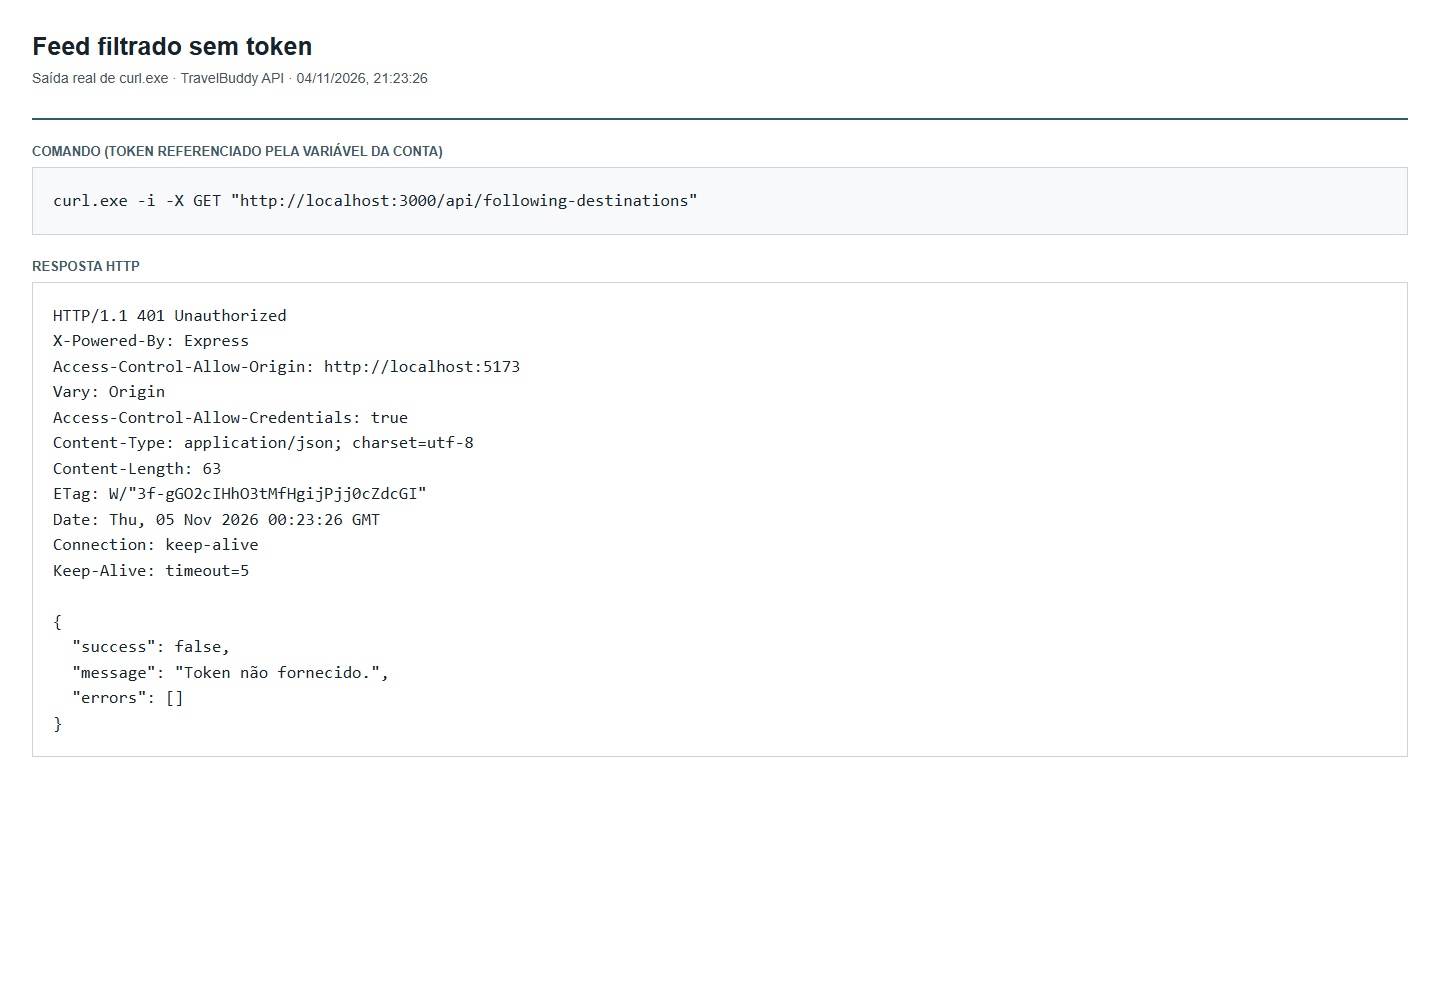 Feed filtrado sem token
Saída real de curl.exe · TravelBuddy API · 04/11/2026, 21:23:26
COMANDO (TOKEN REFERENCIADO PELA VARIÁVEL DA CONTA)
curl.exe -i -X GET "http://localhost:3000/api/following-destinations"
RESPOSTA HTTP
HTTP/1.1 401 Unauthorized
X-Powered-By: Express
Access-Control-Allow-Origin: http://localhost:5173
Vary: Origin
Access-Control-Allow-Credentials: true
Content-Type: application/json; charset=utf-8
Content-Length: 63
ETag: W/"3f-gGO2cIHhO3tMfHgijPjj0cZdcGI"
Date: Thu, 05 Nov 2026 00:23:26 GMT
Connection: keep-alive
Keep-Alive: timeout=5
{
  "success": false,
  "message": "Token não fornecido.",
  "errors": []
}